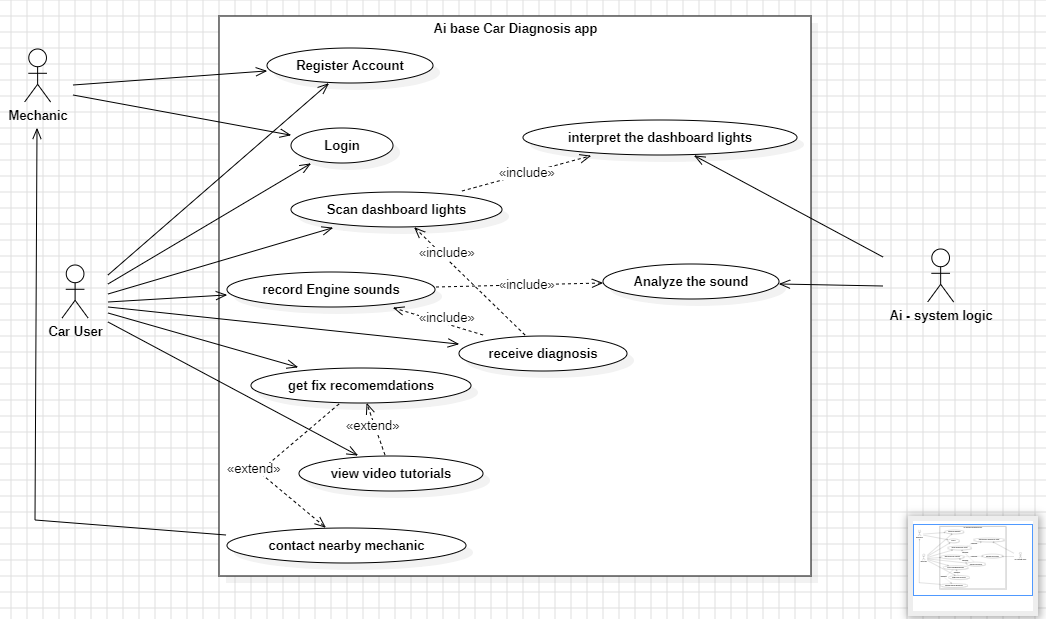 Ai base Car Diagnosis app
Register Account
Mechanic
Login
interpret the dashboard lights
«include»
Scan dashboard lights
«include»
record Engine sounds
«include»
Analyze the sound
«include»
Car User
Ai - system logic
receive diagnosis
get fix recomemdations
«extend»
«extend»
view video tutorials
contact nearby mechanic